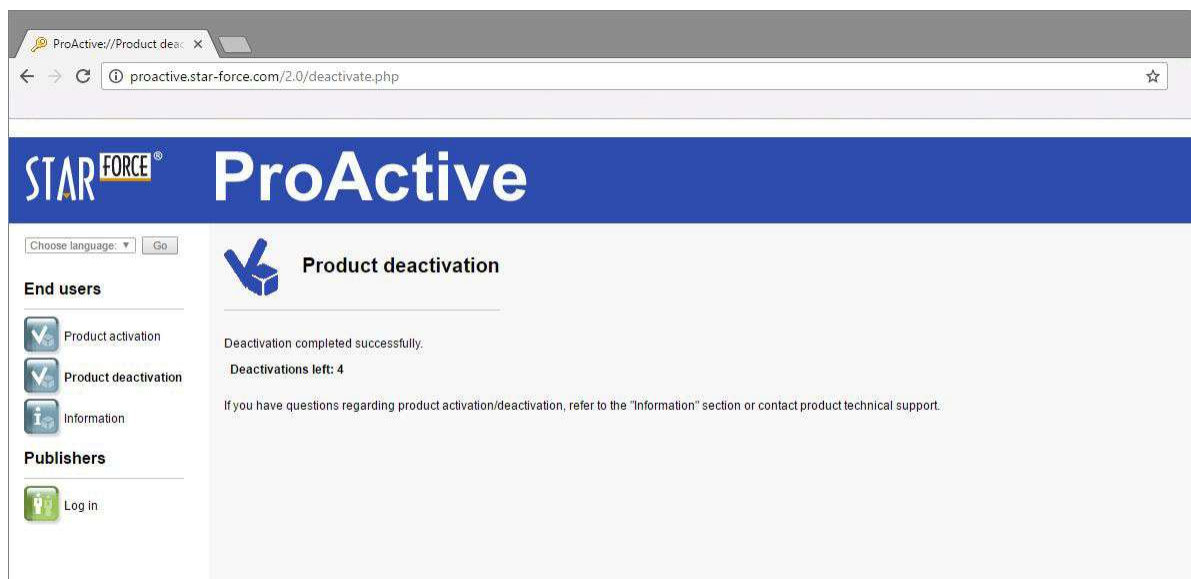 ProActive://Product deac
proactive.star-force.com/2.0/deactivate.php
STAR FORCE®
ProActive
Choose language: Go
End users
Product activation
Product deactivation
Information
Publishers
Log in
Product deactivation
Deactivation completed successfully.
Deactivations left: 4
If you have questions regarding product activation/deactivation, refer to the "Information" section or contact product technical support.